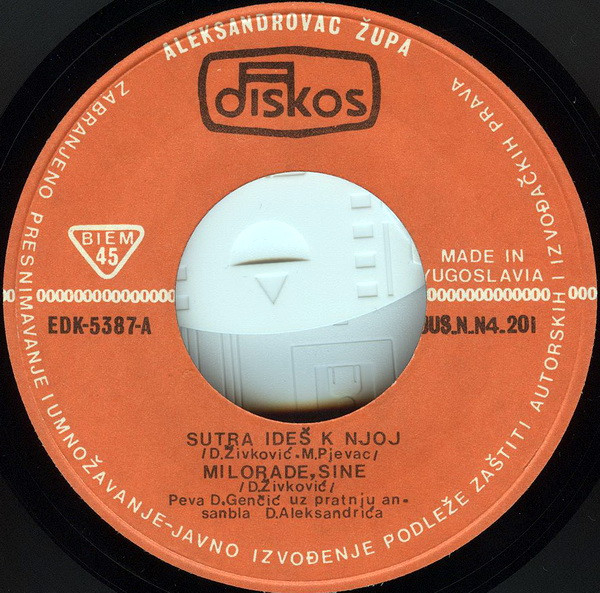 ALEKSANDROVAC ŽUPA
diskos
ZABRANJENO PRESNIMAVANJE I UMNOŽAVANJE-JAVNO IZVOĐENJE PODLEŽE ZAŠTITI AUTORSKIH I IZVOĐAČKIH PRAVA
BIEM
45
MADE IN
YUGOSLAVIA
EDK-5387-A
JUS.N.N4.201
SUTRA IDEŠ K NJOJ
/D.Živković-M.Pjevac/
MILORADE,SINE
/D.Živković/
Peva D.Genčić uz pratnju an-
sanbla D.Aleksandrića